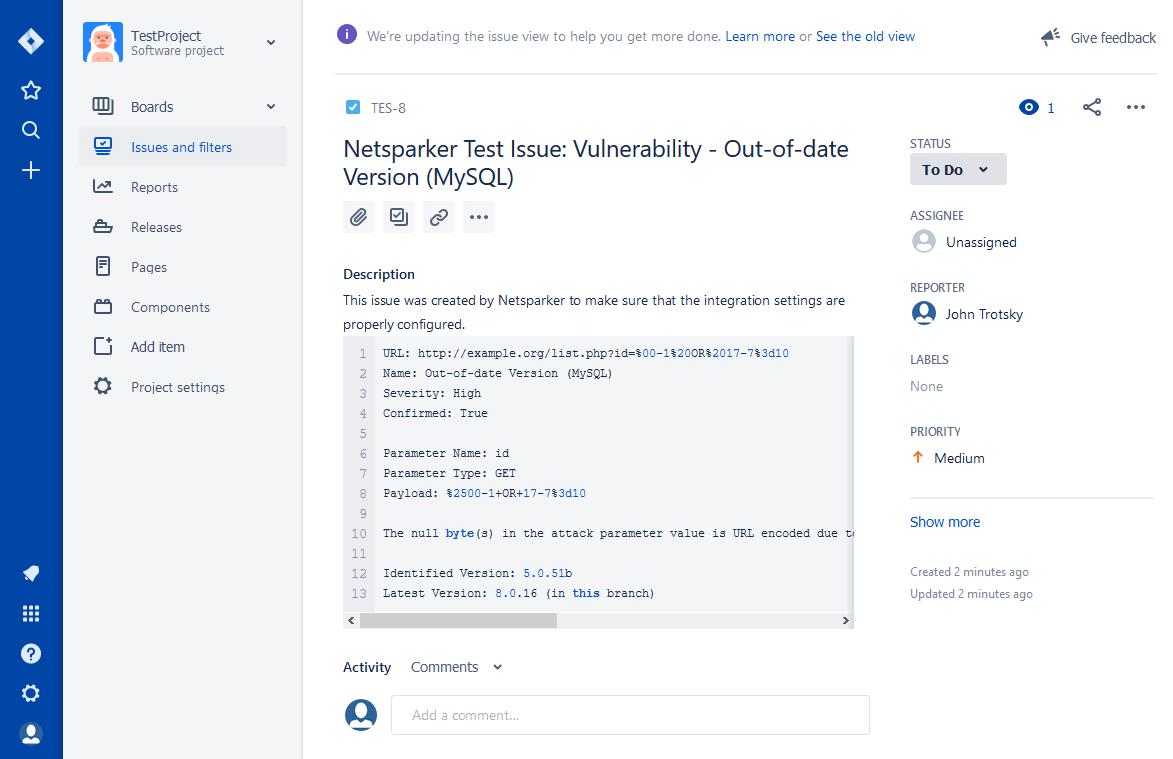 TestProject
Software project
Boards
Issues and filters
Reports
Releases
Pages
Components
Add item
Project settings
We're updating the issue view to help you get more done. Learn more or See the old view
Give feedback
TES-8
1
Netsparker Test Issue: Vulnerability - Out-of-date
Version (MySQL)
Description
This issue was created by Netsparker to make sure that the integration settings are
properly configured.
1 URL: http://example.org/list.php?id=%00-1%20OR%2017-7%3d10
2 Name: Out-of-date Version (MySQL)
3 Severity: High
4 Confirmed: True
5
6 Parameter Name: id
7 Parameter Type: GET
8 Payload: %2500-1+OR+17-7%3d10
9
10 The null byte(s) in the attack parameter value is URL encoded due to
11
12 Identified Version: 5.0.51b
13 Latest Version: 8.0.16 (in this branch)
Activity Comments
Add a comment...
STATUS
To Do
ASSIGNEE
Unassigned
REPORTER
John Trotsky
LABELS
None
PRIORITY
Medium
Show more
Created 2 minutes ago
Updated 2 minutes ago